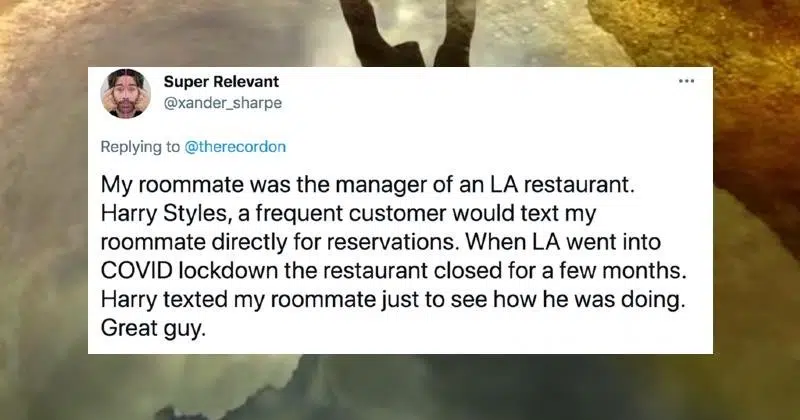 Super Relevant
@xander_sharpe
Replying to @therecordon
My roommate was the manager of an LA restaurant.
Harry Styles, a frequent customer would text my
roommate directly for reservations. When LA went into
COVID lockdown the restaurant closed for a few months.
Harry texted my roommate just to see how he was doing.
Great guy.